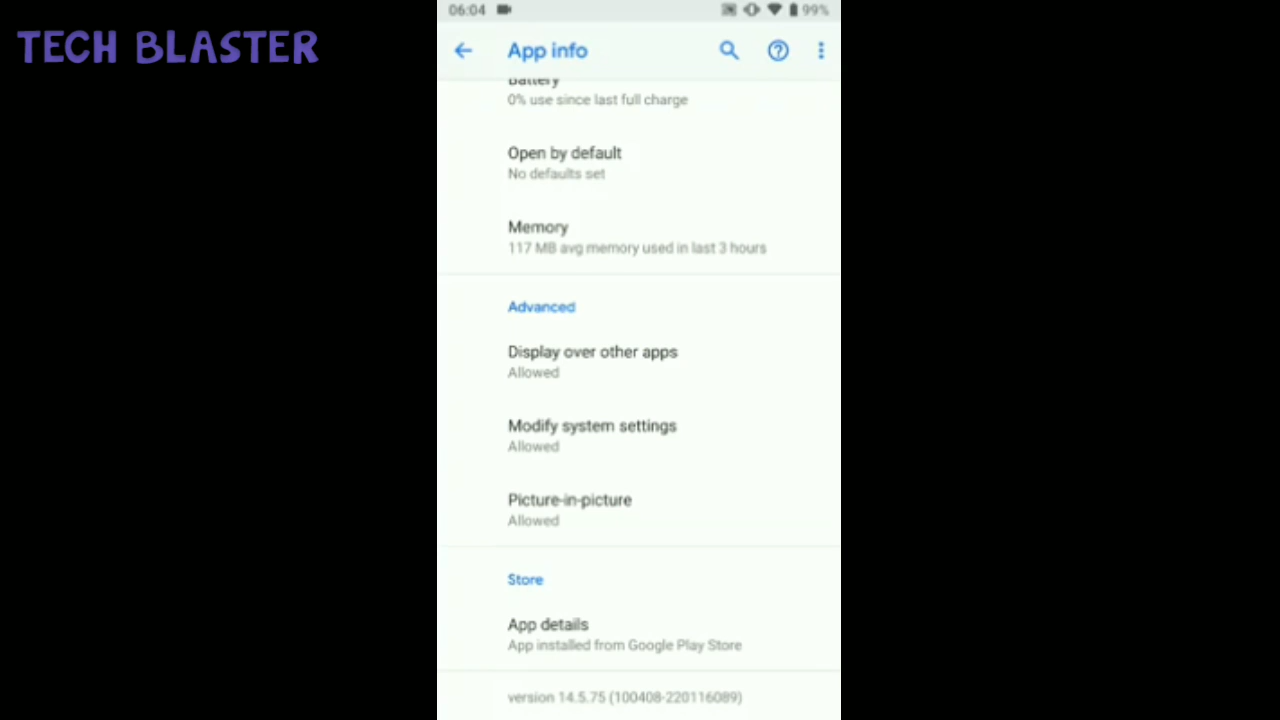 06:04
99%
TECH BLASTER
App info
Battery
0% use since last full charge
Open by default
No defaults set
Memory
117 MB avg memory used in last 3 hours
Advanced
Display over other apps
Allowed
Modify system settings
Allowed
Picture-in-picture
Allowed
Store
App details
App installed from Google Play Store
version 14.5.75 (100408-220116089)